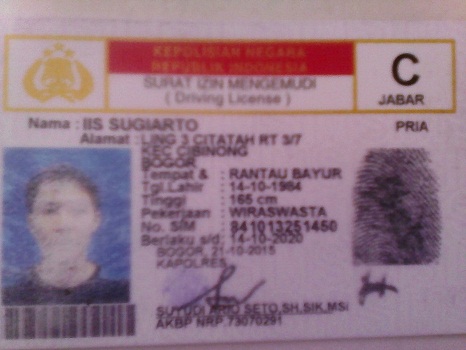 KEPOLISIAN NEGARA
REPUBLIK INDONESIA
SURAT IZIN MENGEMUDI
( Driving License )
C
JABAR
Nama : IIS SUGIARTO
PRIA
Alamat : LING 3 CITATAH RT 3/7
KEC CIBINONG
BOGOR
Tempat & : RANTAU BAYUR
Tgl.Lahir : 14-10-1984
Tinggi : 165 cm
Pekerjaan : WIRASWASTA
No. SIM : 841013251450
Berlaku s/d : 14-10-2020
BOGOR, 21-10-2015
KAPOLRES
SUYUDI ARIO SETO,SH,SIK,MSi
AKBP NRP.73070291